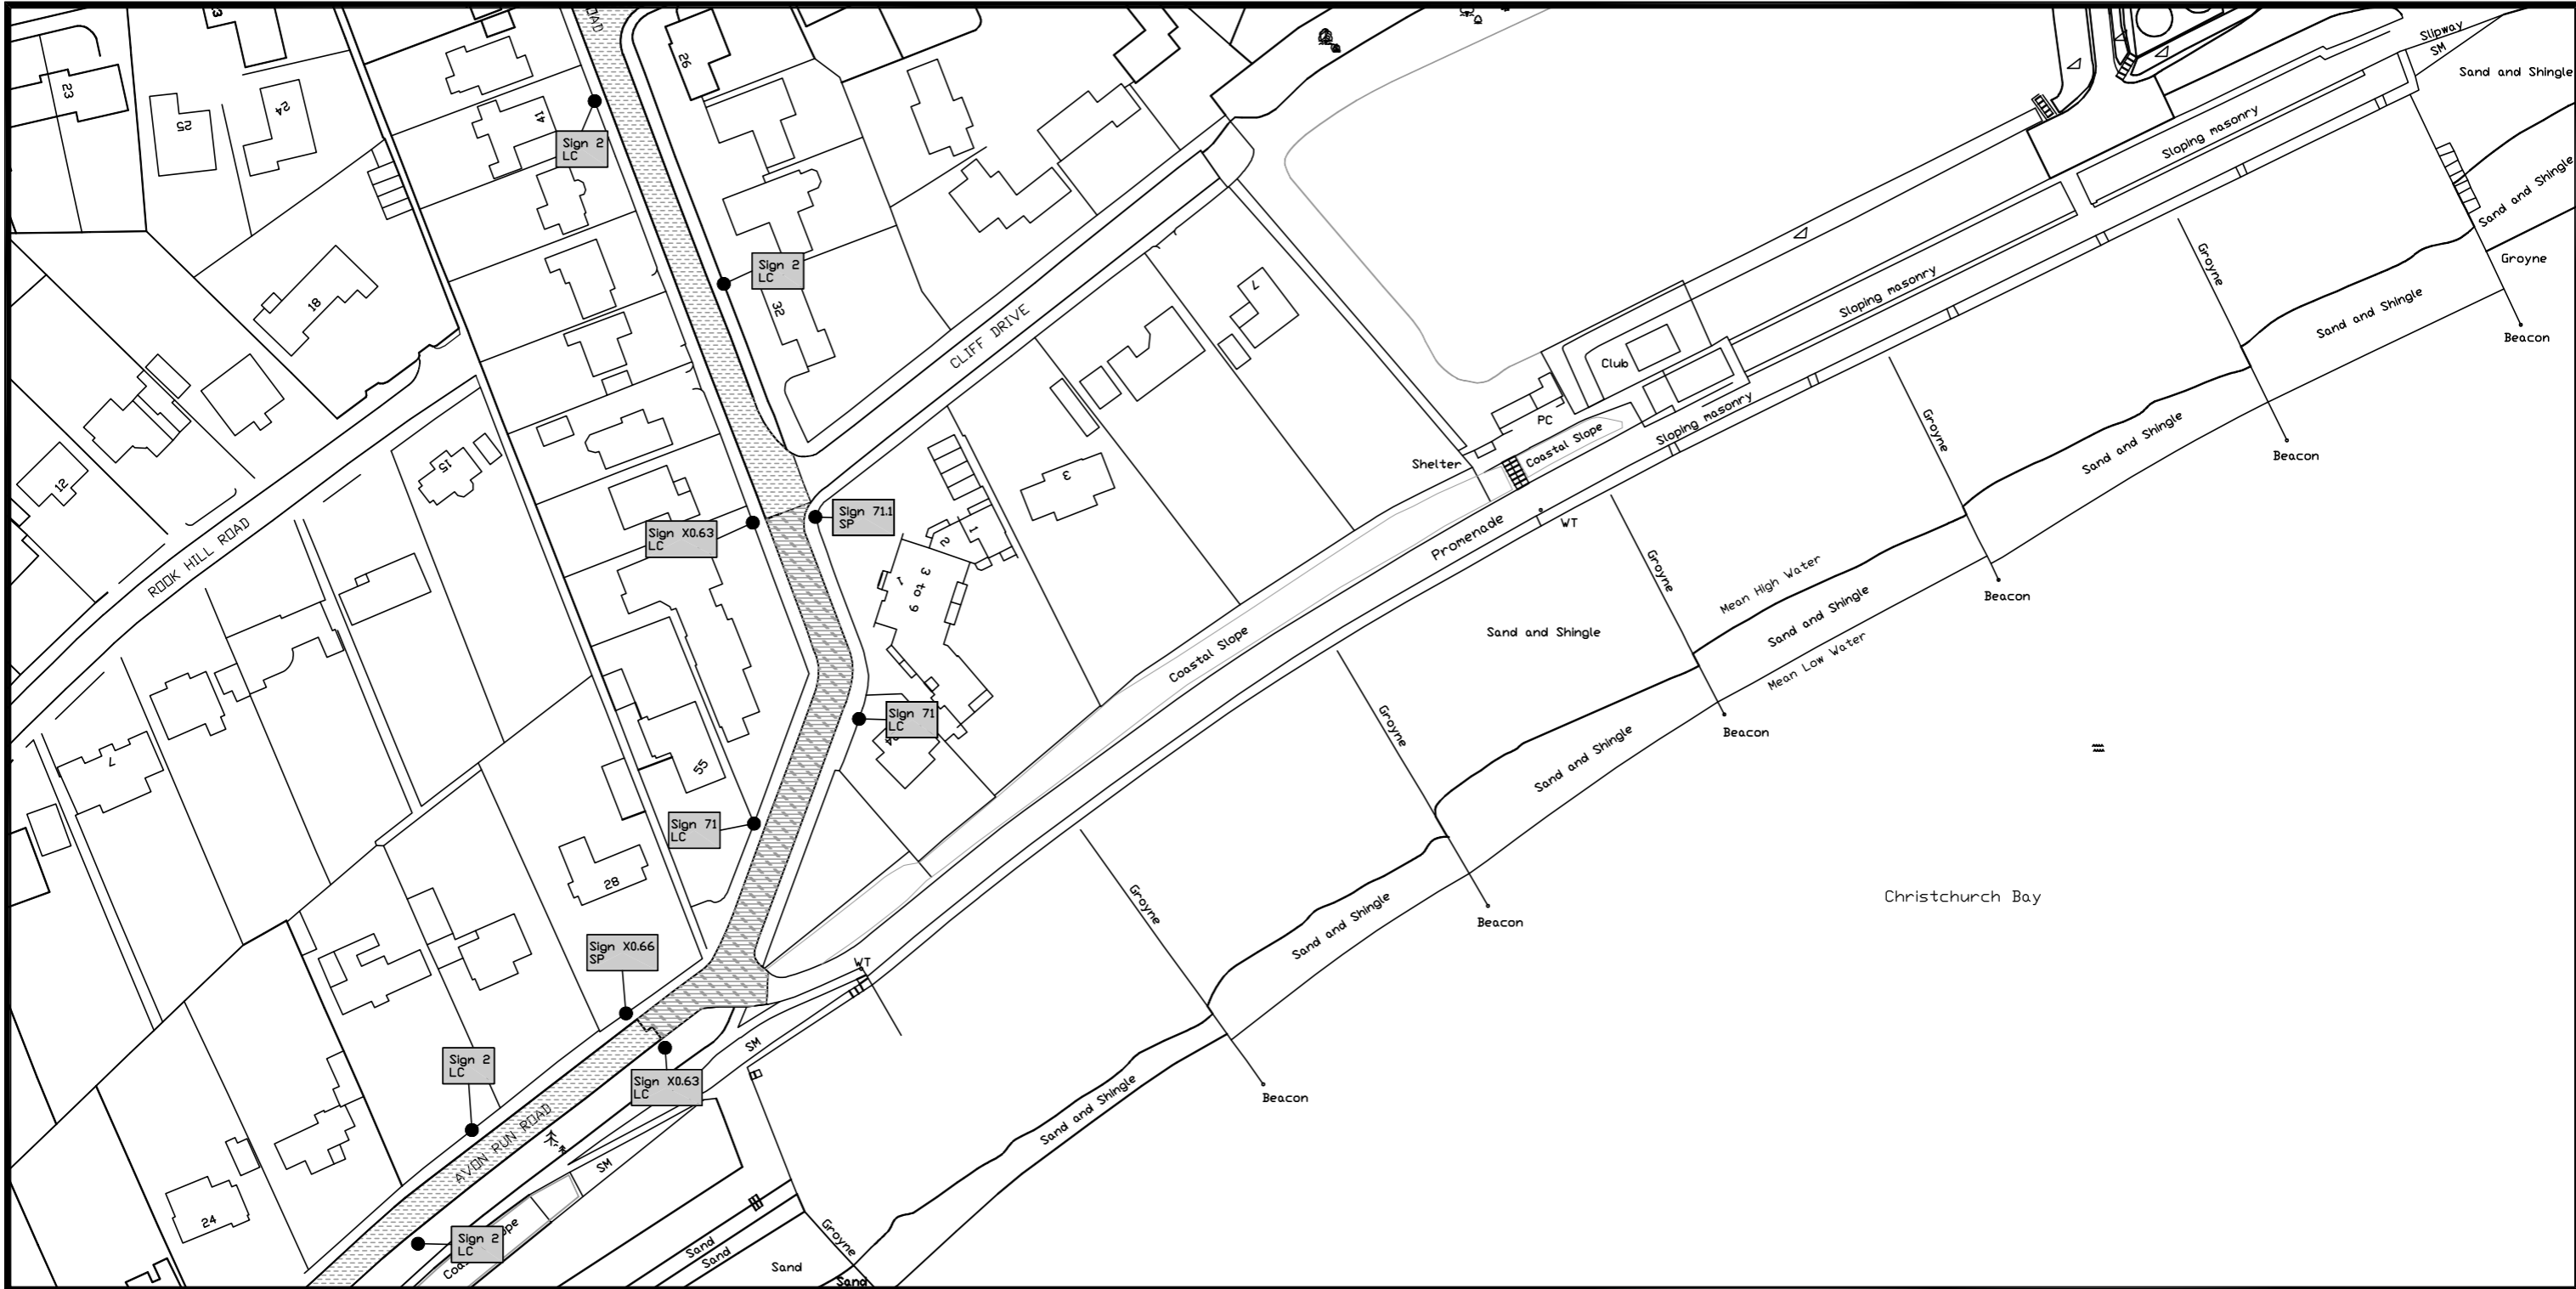 23
25
24
26
41
Sign 2
LC
Sign 2
LC
32
18
12
15
ROOK HILL ROAD
CLIFF DRIVE
Sign X0.63
LC
Sign 71.1
SP
7
3
1
2
3 to 9
1
Sign 71
LC
Sign 71
LC
55
7
28
Sign X0.66
SP
Sign 2
LC
Sign X0.63
LC
AVON RUN ROAD
24
Sign 2
LC
SM
SM
WT
Slipway
SM
Sand and Shingle
Sand and Shingle
Sloping masonry
Sloping masonry
Sloping masonry
Groyne
Groyne
Beacon
Sand and Shingle
Beacon
Club
PC
Coastal Slope
Shelter
Promenade
WT
Groyne
Sand and Shingle
Beacon
Groyne
Mean High Water
Sand and Shingle
Mean Low Water
Sand and Shingle
Beacon
Coastal Slope
Groyne
Sand and Shingle
Beacon
Christchurch Bay
Groyne
Sand and Shingle
Beacon
Sand and Shingle
Groyne
Sand
Sand
Sand
Sand